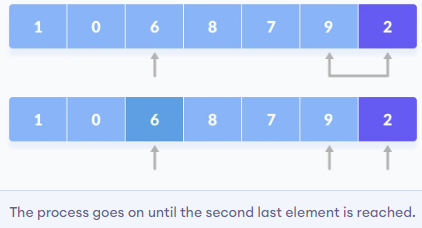 1 0 6 8 7 9 2
1 0 6 8 7 9 2
The process goes on until the second last element is reached.